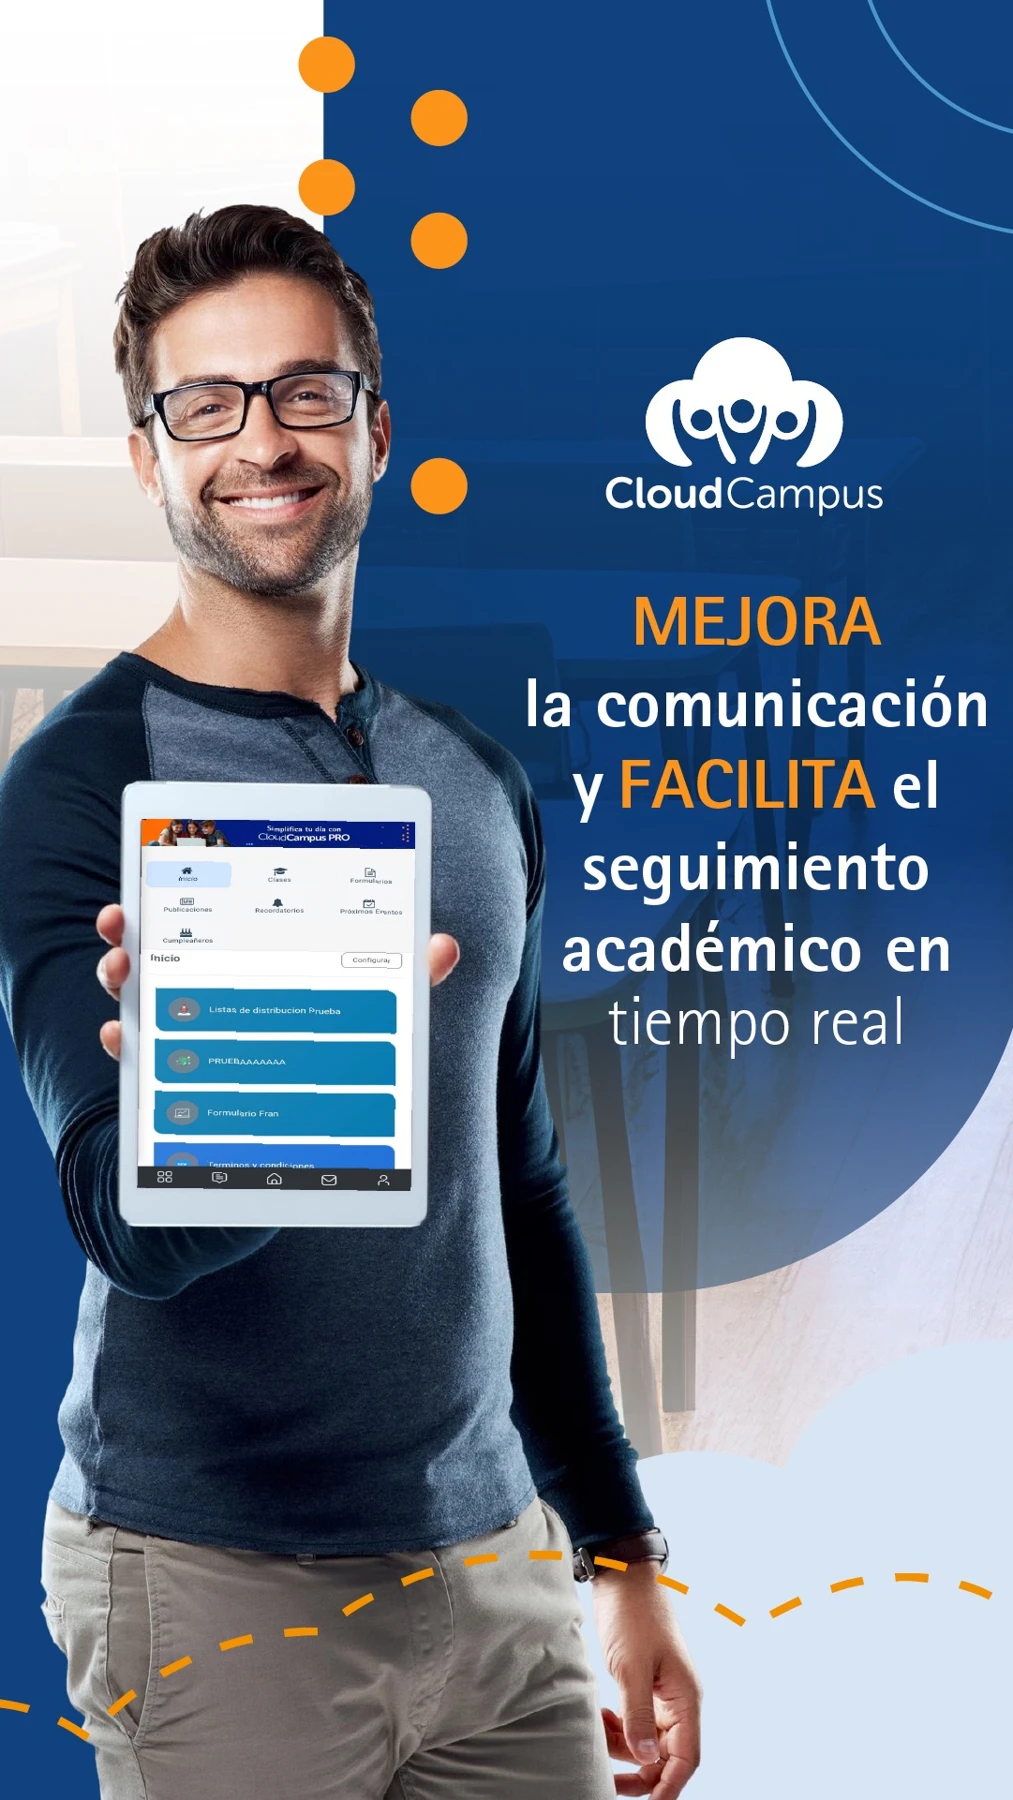 CloudCampus
MEJORA
la comunicación
y FACILITA el
seguimiento
académico en
tiempo real
Simplifica tu día con
CloudCampus PRO
Inicio
Clases
Formularios
Publicaciones
Recordatorios
Próximos Eventos
Cumpleañeros
Inicio
Configurar
Listas de distribucion Prueba
PRUEBAAAAAAA
Formulario Fran
Terminos y condiciones